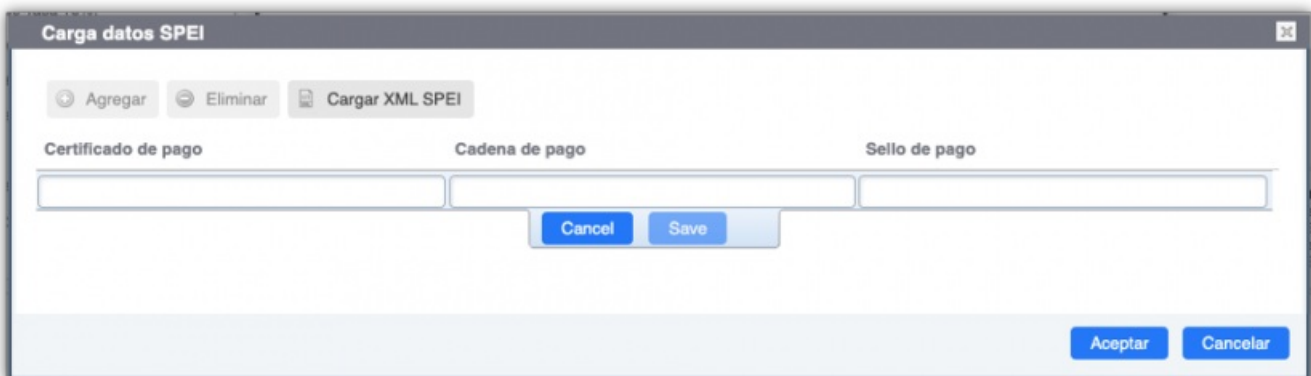 Carga datos SPEI
Agregar Eliminar Cargar XML SPEI
Certificado de pago Cadena de pago Sello de pago
Cancel Save
Aceptar Cancelar